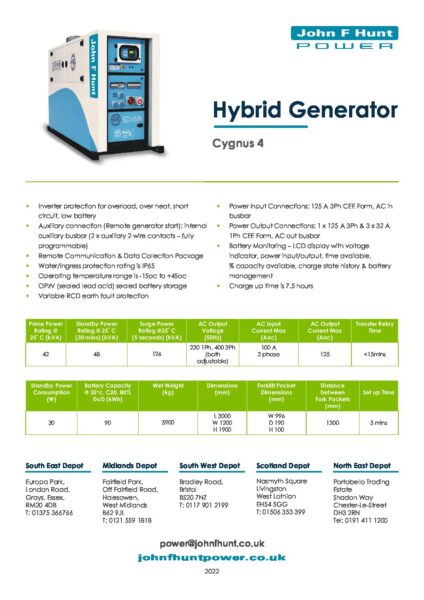 John F Hunt
POWER
John F Hunt
Hybrid Generator
Cygnus 4
Inverter protection for overload, over heat, short
circuit, low battery
Auxiliary connection (Remote generator start): internal
auxiliary busbar (2 x auxiliary 2 wire contacts – fully
programmable)
Remote Communication & Data Collection Package
Water/Ingress protection rating is IP65
Operating temperature range is -15oc to +45oc
OPzV (sealed lead acid) sealed battery storage
Variable RCD earth fault protection
Power Input Connections: 125 A 3Ph CEE Form, AC in
busbar
Power Output Connections: 1 x 125 A 3Ph & 3 x 32 A
1Ph CEE Form, AC out busbar
Battery Monitoring – LCD display with voltage
indicator, power input/output, time available,
% capacity available, charge state history & battery
management
Charge up time is 7.5 hours
Prime Power Rating @ 25˚ C (kVA)
Standby Power Rating @ 25˚ C (30 mins) (kVA)
Surge Power Rating @25˚ C (5 seconds) (kVA)
AC Output Voltage (50Hz)
AC Input Current Max (Aac)
AC Output Current Max (Aac)
Transfer Relay Time
42
48
126
230 1Ph, 400 3Ph
(both
adjustable)
100 A
3 phase
125
<15mins
Standby Power Consumption (W)
Battery Capacity @ 25°c, C20, 80% DoD (kWh)
Wet Weight (kg)
Dimensions (mm)
Forklift Pocket Dimensions (mm)
Distance between Fork Pockets (mm)
Set up Time
30
90
5900
L 3000
W 1200
H 1900
W 996
D 190
H 100
1200
5 mins
South East Depot
Europa Park,
London Road,
Grays, Essex,
RM20 4DB
T: 01375 366766
Midlands Depot
Fairfield Park,
Off Fairfield Road,
Halesowen,
West Midlands
B62 9JL
T: 0121 559 1818
South West Depot
Bradley Road,
Bristol
BS20 7NZ
T: 0117 901 2199
Scotland Depot
Nasmyth Square
Livingston
West Lothian
EH54 5GG
T: 01506 353 399
North East Depot
Portobello Trading
Estate
Shadon Way
Chester-Le-Street
DH3 2RN
Tel: 0191 411 1200
power@johnfhunt.co.uk
johnfhuntpower.co.uk
2022